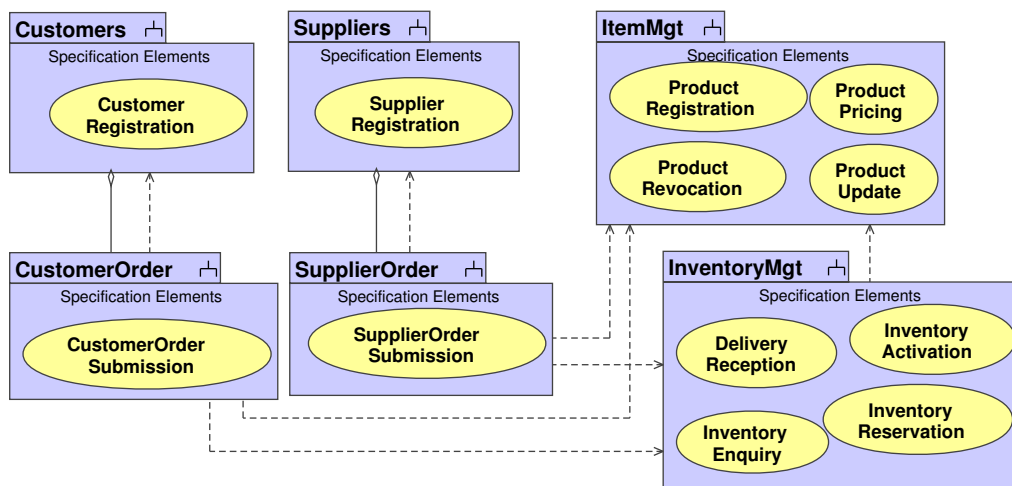 Customers
Specification Elements
Customer
Registration
Suppliers
Specification Elements
Supplier
Registration
ItemMgt
Specification Elements
Product
Registration
Product
Pricing
Product
Revocation
Product
Update
CustomerOrder
Specification Elements
CustomerOrder
Submission
SupplierOrder
Specification Elements
SupplierOrder
Submission
InventoryMgt
Specification Elements
Delivery
Reception
Inventory
Activation
Inventory
Enquiry
Inventory
Reservation